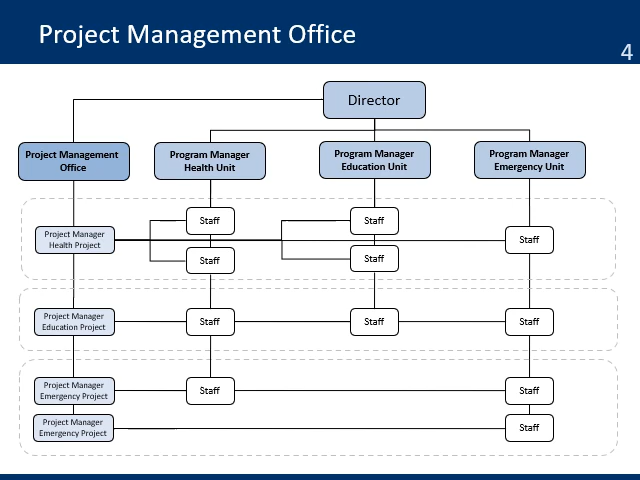 Project Management Office
4
Director
Project Management
Office
Program Manager
Health Unit
Program Manager
Education Unit
Program Manager
Emergency Unit
Staff
Staff
Project Manager
Health Project
Staff
Staff
Staff
Project Manager
Education Project
Staff
Staff
Staff
Project Manager
Emergency Project
Staff
Staff
Project Manager
Emergency Project
Staff